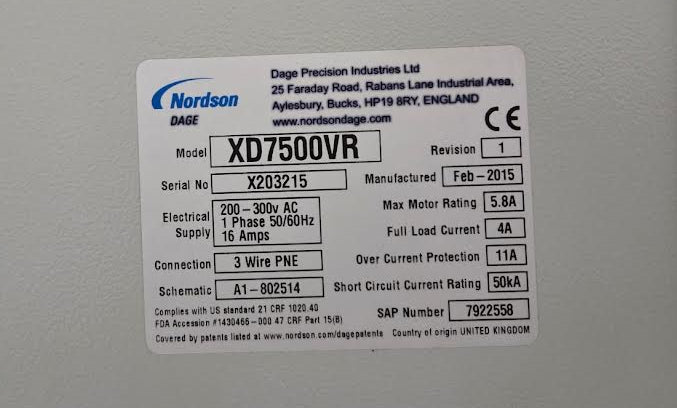 Nordson
DAGE
Dage Precision Industries Ltd
25 Faraday Road, Rabans Lane Industrial Area,
Aylesbury, Bucks, HP19 8RY, ENGLAND
www.nordsondage.com
CE
Model XD7500VR Revision 1
Serial No X203215 Manufactured Feb-2015
Electrical Supply 200-300v AC
1 Phase 50/60Hz
16 Amps
Max Motor Rating 5.8A
Full Load Current 4A
Connection 3 Wire PNE Over Current Protection 11A
Schematic A1-802514 Short Circuit Current Rating 50kA
Complies with US standard 21 CRF 1020.40
FDA Accession #1430466-000 47 CRF Part 15(B)
SAP Number 7922558
Covered by patents listed at www.nordson.com/dagepatents Country of origin UNITED KINGDOM